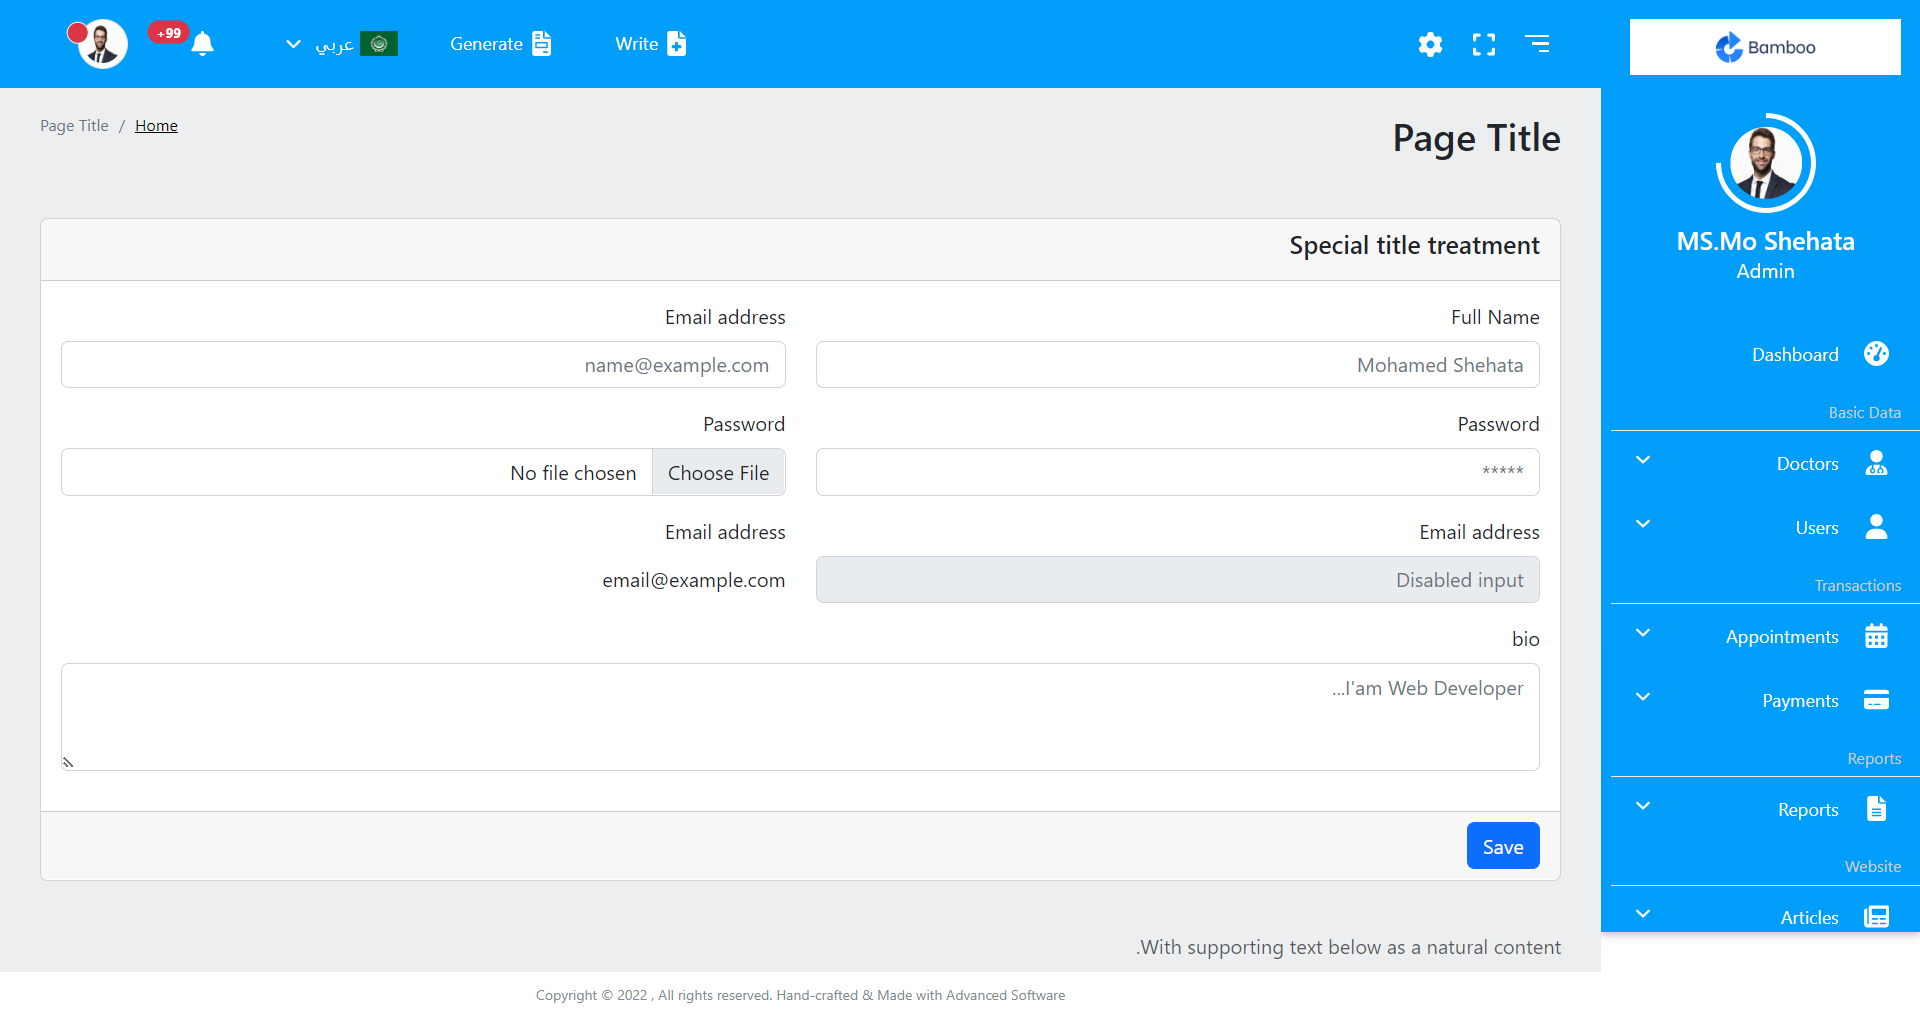 +99
عربي
Generate
Write
Bamboo
MS.Mo Shehata
Admin
Dashboard
Basic Data
Doctors
Users
Transactions
Appointments
Payments
Reports
Reports
Website
Articles
Page Title / Home
Page Title
Special title treatment
Full Name
Mohamed Shehata
Email address
name@example.com
Password
*****
Password
Choose File No file chosen
Email address
Disabled input
Email address
email@example.com
bio
...I'am Web Developer
Save
.With supporting text below as a natural content
Copyright © 2022 , All rights reserved. Hand-crafted & Made with Advanced Software